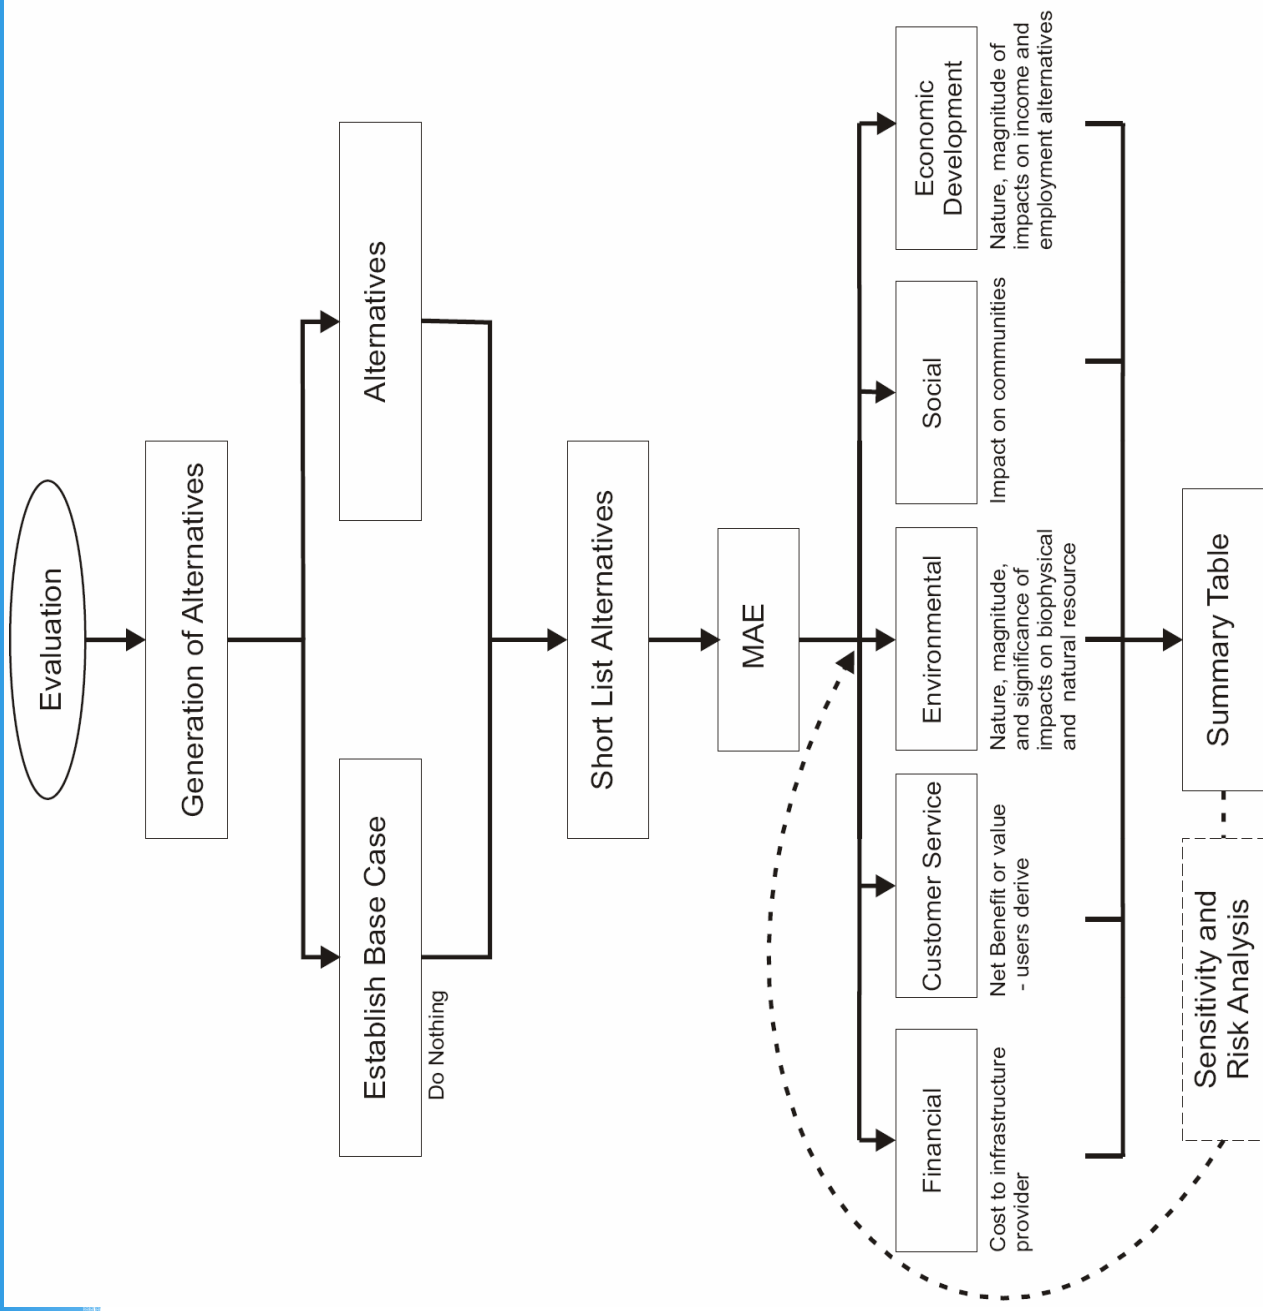 Evaluation
Generation of Alternatives
Establish Base Case
Do Nothing
Alternatives
Short List Alternatives
MAE
Financial
Cost to infrastructure
provider
Customer Service
Net Benefit or value
- users derive
Environmental
Nature, magnitude,
and significance of
impacts on biophysical
and natural resource
Social
Impact on communities
Economic
Development
Nature, magnitude of
impacts on income and
employment alternatives
Sensitivity and
Risk Analysis
Summary Table